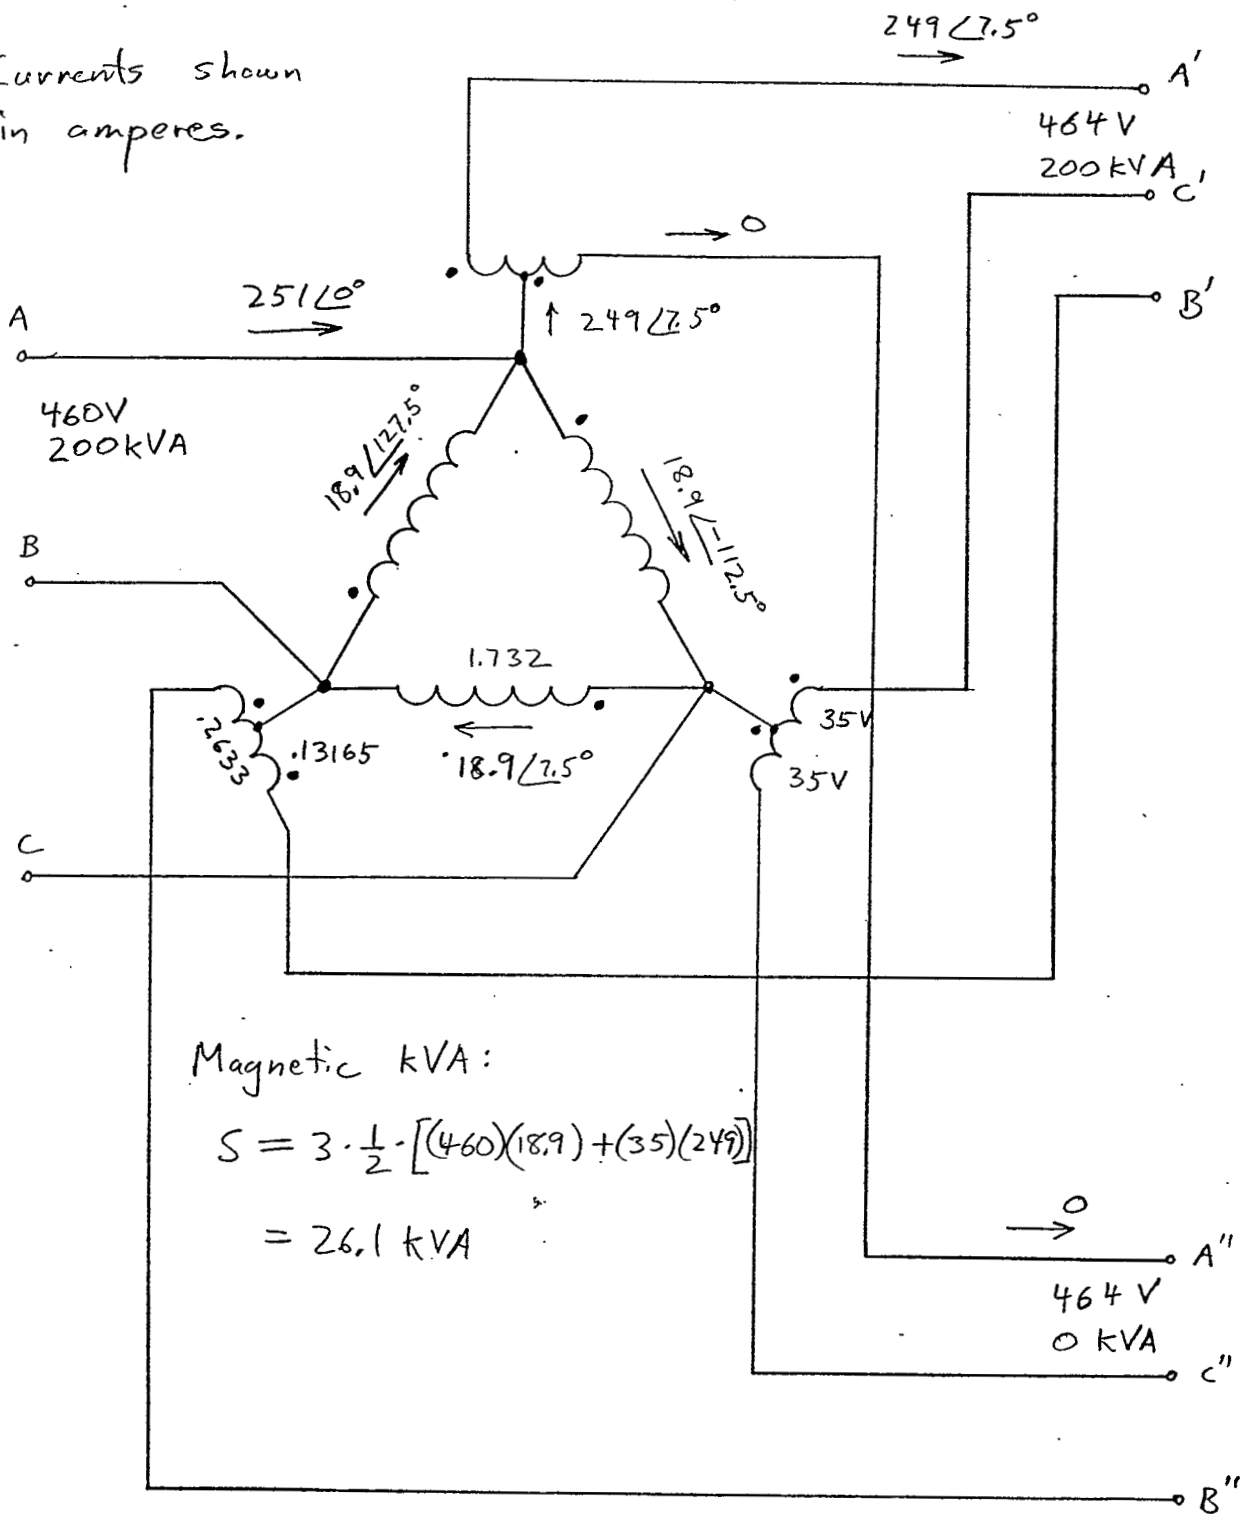 249∠7.5°
Currents shown
in amperes.
A'
464 V
200 kVA
C'
0
251∠0°
B'
A
249∠7.5°
460V
200kVA
18.9∠127.5°
18.9∠-112.5°
B
1.732
.2633
.13165
18.9∠7.5°
35V
35V
C
Magnetic kVA:
S = 3·½·[(460)(18.9)+(35)(249)]
= 26.1 kVA
0
A"
464 V
0 kVA
C"
B"